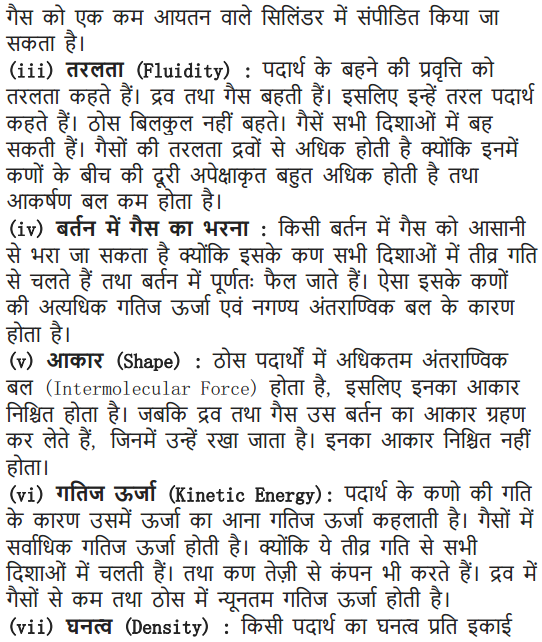 गैस को एक कम आयतन वाले सिलिंडर में संपीडित किया जा
सकता है।
(iii) तरलता (Fluidity) : पदार्थ के बहने की प्रवृत्ति को
तरलता कहते हैं। द्रव तथा गैस बहती हैं। इसलिए इन्हें तरल पदार्थ
कहते हैं। ठोस बिलकुल नहीं बहते। गैसें सभी दिशाओं में बह
सकती हैं। गैसों की तरलता द्रवों से अधिक होती है क्योंकि इनमें
कणों के बीच की दूरी अपेक्षाकृत बहुत अधिक होती है तथा
आकर्षण बल कम होता है।
(iv) बर्तन में गैस का भरना : किसी बर्तन में गैस को आसानी
से भरा जा सकता है क्योंकि इसके कण सभी दिशाओं में तीव्र गति
से चलते हैं तथा बर्तन में पूर्णतः फैल जाते हैं। ऐसा इसके कणों
की अत्यधिक गतिज ऊर्जा एवं नगण्य अंतराण्विक बल के कारण
होता है।
(v) आकार (Shape) : ठोस पदार्थों में अधिकतम अंतराण्विक
बल (Intermolecular Force) होता है, इसलिए इनका आकार
निश्चित होता है। जबकि द्रव तथा गैस उस बर्तन का आकार ग्रहण
कर लेते हैं, जिनमें उन्हें रखा जाता है। इनका आकार निश्चित नहीं
होता।
(vi) गतिज ऊर्जा (Kinetic Energy): पदार्थ के कणो की गति
के कारण उसमें ऊर्जा का आना गतिज ऊर्जा कहलाती है। गैसों में
सर्वाधिक गतिज ऊर्जा होती है। क्योंकि ये तीव्र गति से सभी
दिशाओं में चलती हैं। तथा कण तेज़ी से कंपन भी करते हैं। द्रव में
गैसों से कम तथा ठोस में न्यूनतम गतिज ऊर्जा होती है।
(vii) घनत्व (Density) : किसी पदार्थ का घनत्व प्रति इकाई